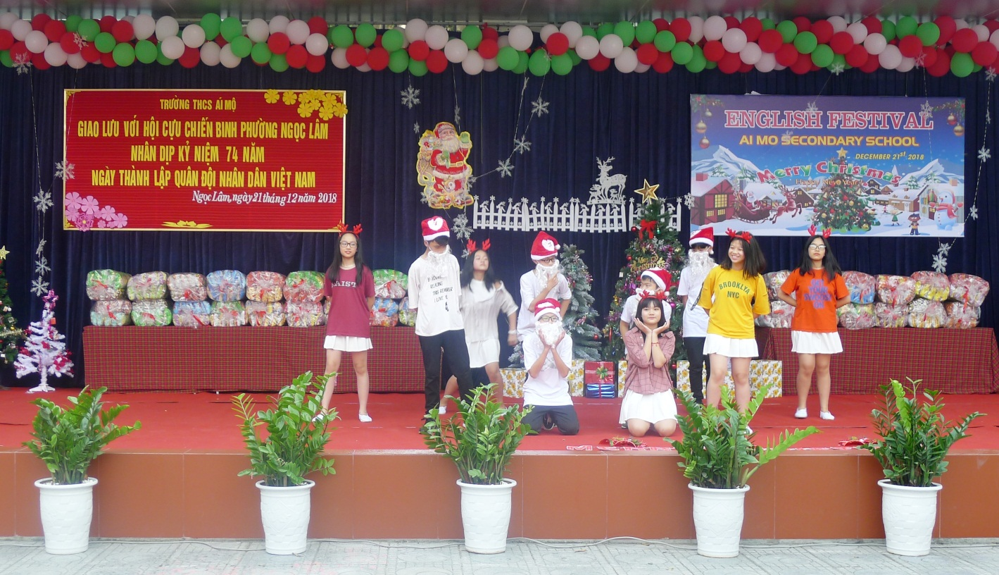 TRƯỜNG THCS ÁI MỘ
GIAO LƯU VỚI HỘI CỰU CHIẾN BINH PHƯỜNG NGỌC LÂM
NHÂN DỊP KỶ NIỆM 74 NĂM
NGÀY THÀNH LẬP QUÂN ĐỘI NHÂN DÂN VIỆT NAM
Ngọc Lâm, ngày 21 tháng 12 năm 2018
ENGLISH FESTIVAL
AI MO SECONDARY SCHOOL
DECEMBER 21st 2018
Merry Christmas
Happy New Year
BROOKLYN
NYC